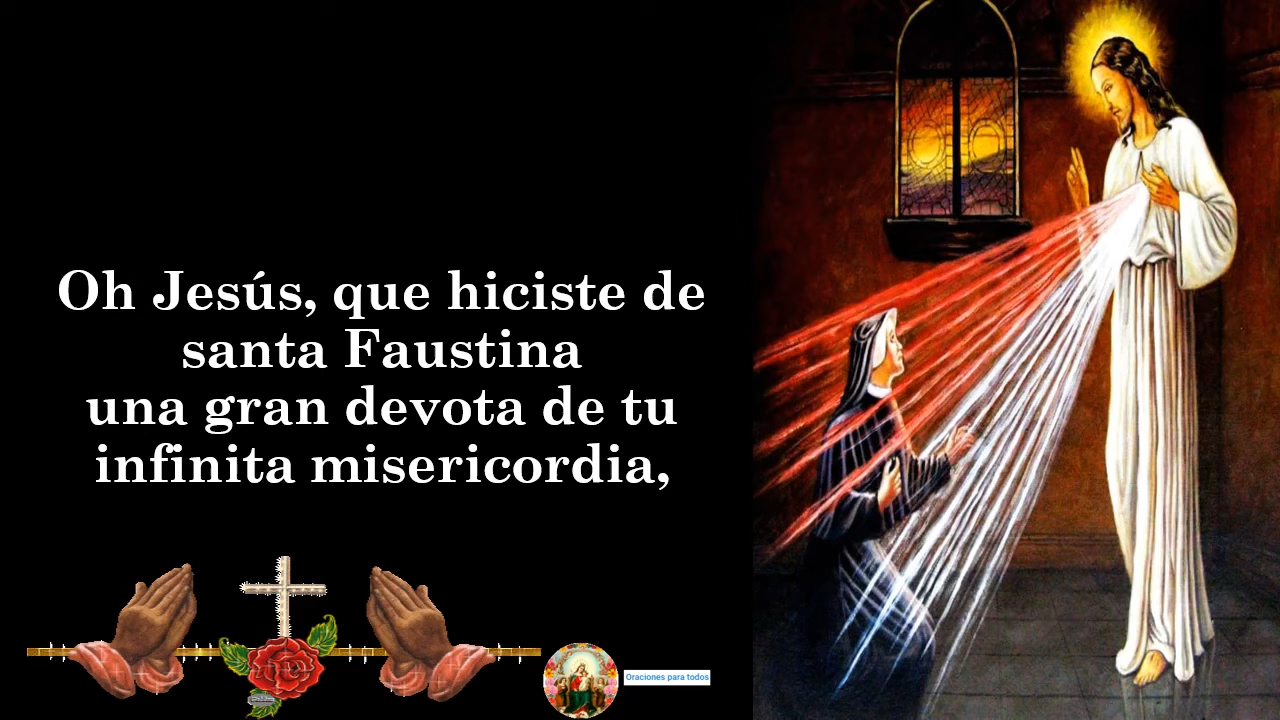 Oh Jesús, que hiciste de
santa Faustina
una gran devota de tu
infinita misericordia,
Oraciones para todos